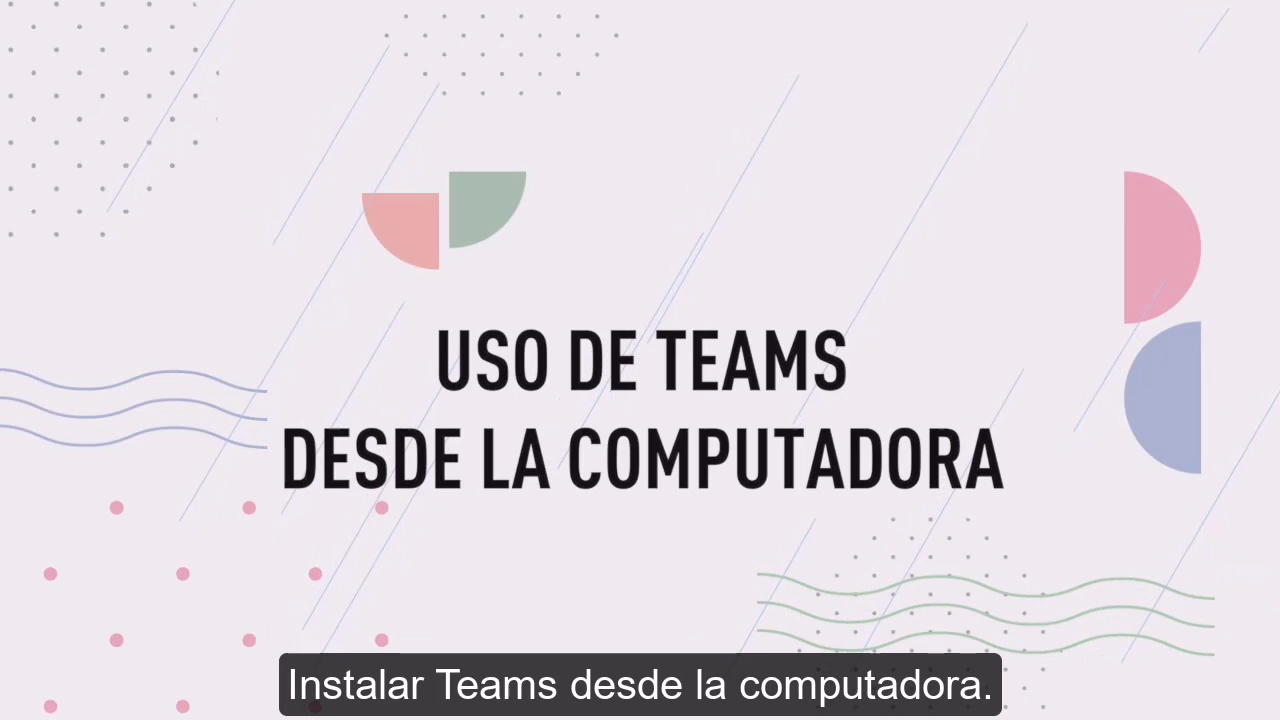 USO DE TEAMS
DESDE LA COMPUTADORA
Instalar Teams desde la computadora.